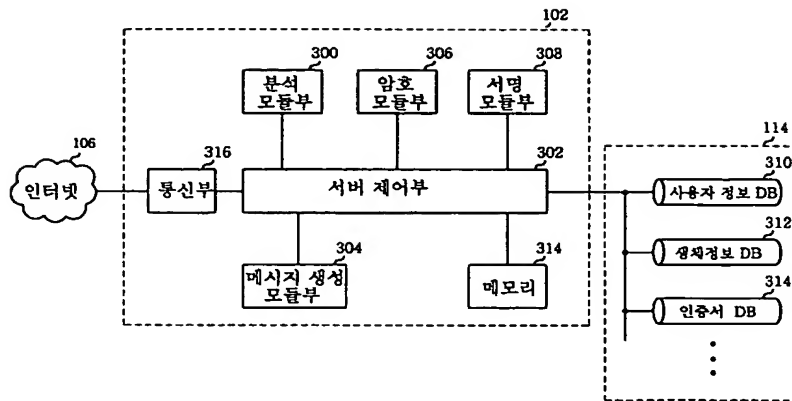 102
300
306
308
분석
모듈부
암호
모듈부
서명
모듈부
114
106
316
302
310
인터넷
통신부
서버 제어부
사용자 정보 DB
312
생체정보 DB
304
314
314
메시지 생성
모듈부
메모리
인증서 DB